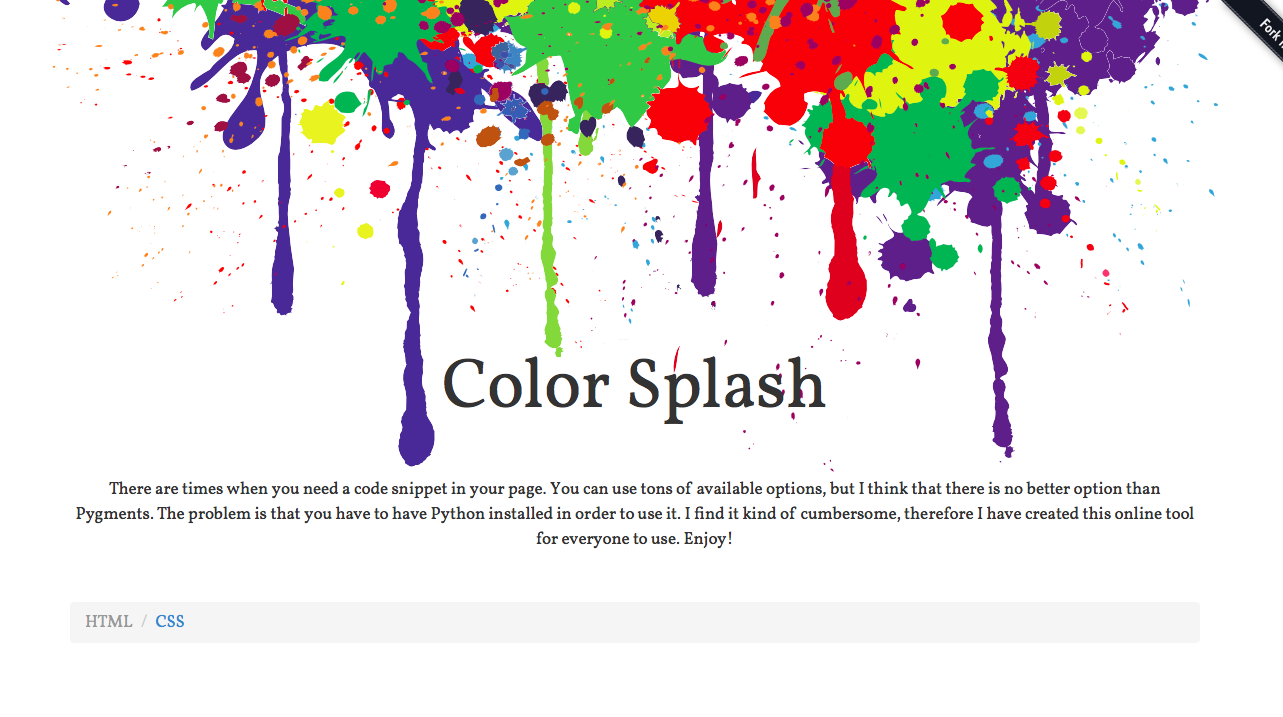 Fork
Color Splash
There are times when you need a code snippet in your page. You can use tons of available options, but I think that there is no better option than
Pygments. The problem is that you have to have Python installed in order to use it. I find it kind of cumbersome, therefore I have created this online tool
for everyone to use. Enjoy!
HTML / CSS